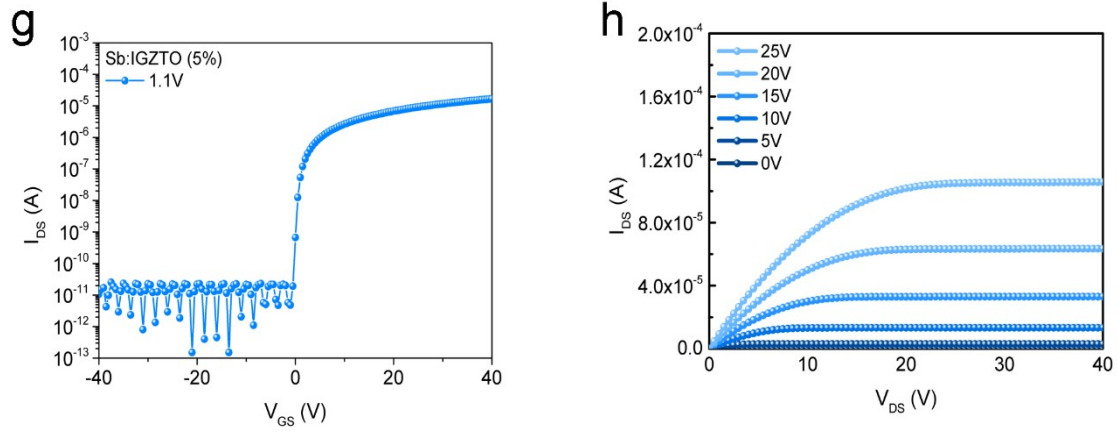 g
10⁻³
10⁻⁴
10⁻⁵
10⁻⁶
10⁻⁷
10⁻⁸
10⁻⁹
10⁻¹⁰
10⁻¹¹
10⁻¹²
10⁻¹³
I_DS (A)
Sb:IGZTO (5%)
1.1V
-40 -20 0 20 40
V_GS (V)
h
2.0x10⁻⁴
1.6x10⁻⁴
1.2x10⁻⁴
8.0x10⁻⁵
4.0x10⁻⁵
0.0
I_DS (A)
25V
20V
15V
10V
5V
0V
0 10 20 30 40
V_DS (V)